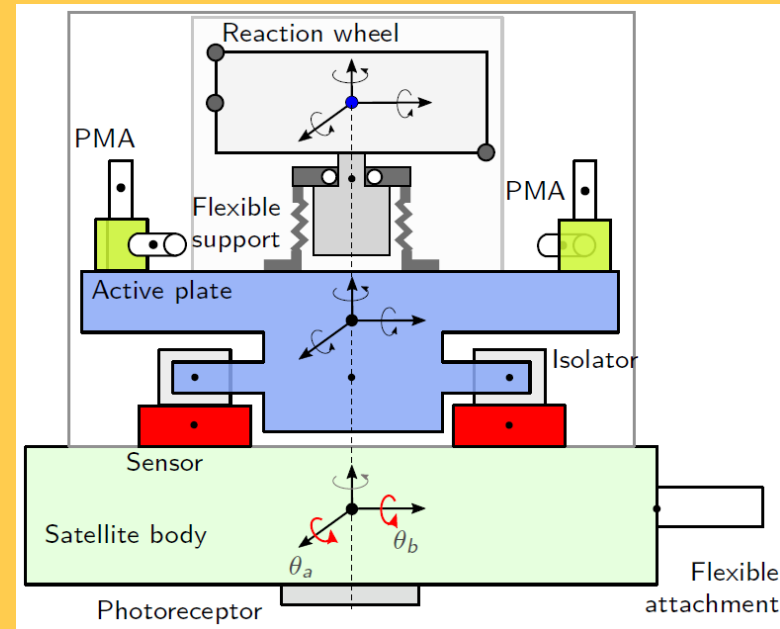 Reaction wheel
PMA
PMA
Flexible
support
Active plate
Isolator
Sensor
Satellite body
θa
θb
Flexible
attachment
Photoreceptor